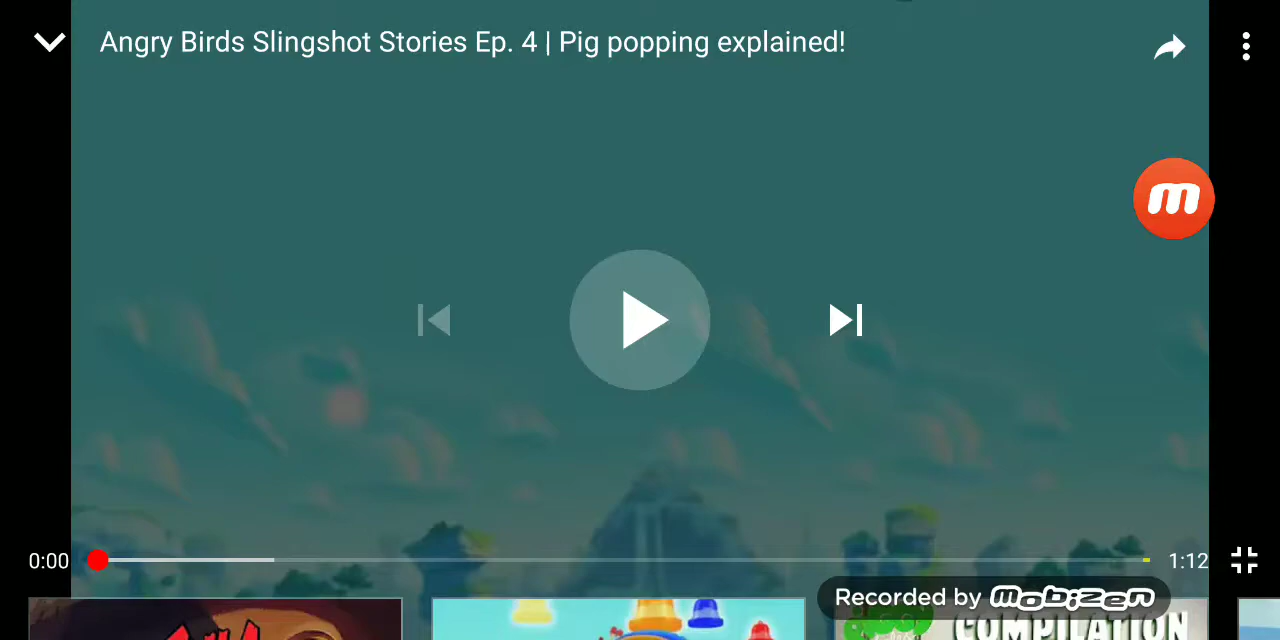 Angry Birds Slingshot Stories Ep. 4 | Pig popping explained!
m
0:00
1:12
Recorded by mobizen
COMPILATION